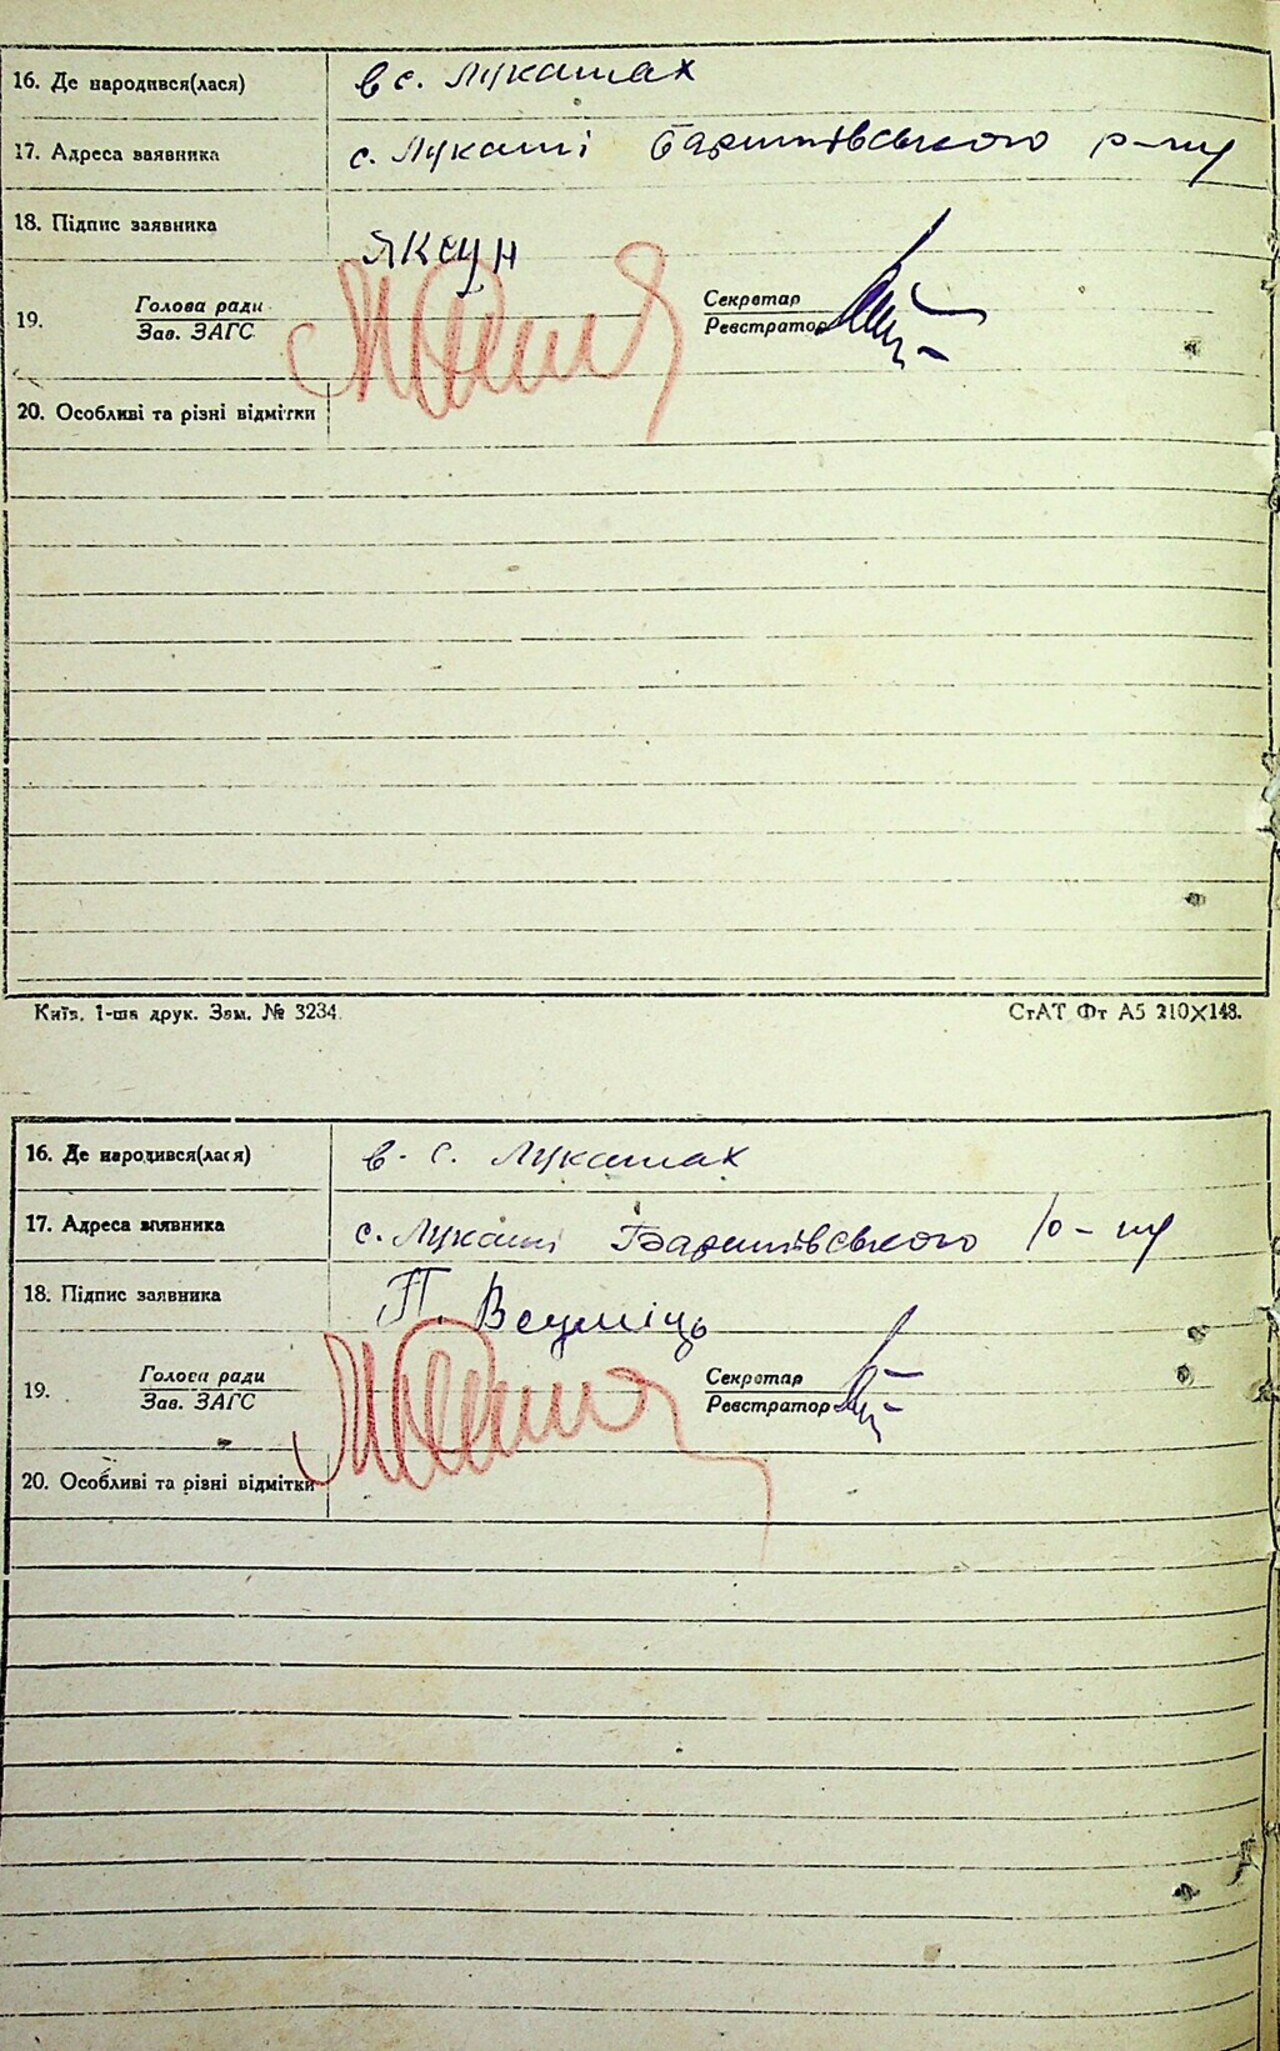 16. Де народився(лася) в с. Лукашах
17. Адреса заявника с. Лукаші Баришівського р-ну
18. Підпис заявника
19. Голова ради Секретар
Зав. ЗАГС Реєстратор
20. Особливі та різні відмітки
Київ. 1-ша друк. Зам. № 3234 СтАТ Фт А5 210×148.
16. Де народився(лася) в. с. Лукашах
17. Адреса заявника с. Лукаші Баришівського р-ну
18. Підпис заявника П.
19. Голова ради Секретар
Зав. ЗАГС Реєстратор
20. Особливі та різні відмітки